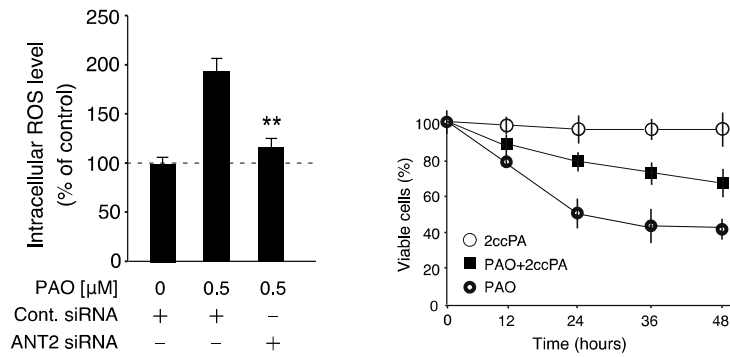 Intracellular ROS level
(% of control)
250
200
150
100
50
0
**
PAO [µM] 0 0.5 0.5
Cont. siRNA + + −
ANT2 siRNA − − +
Viable cells (%)
100
80
60
40
20
0
2ccPA
PAO+2ccPA
PAO
0 12 24 36 48
Time (hours)